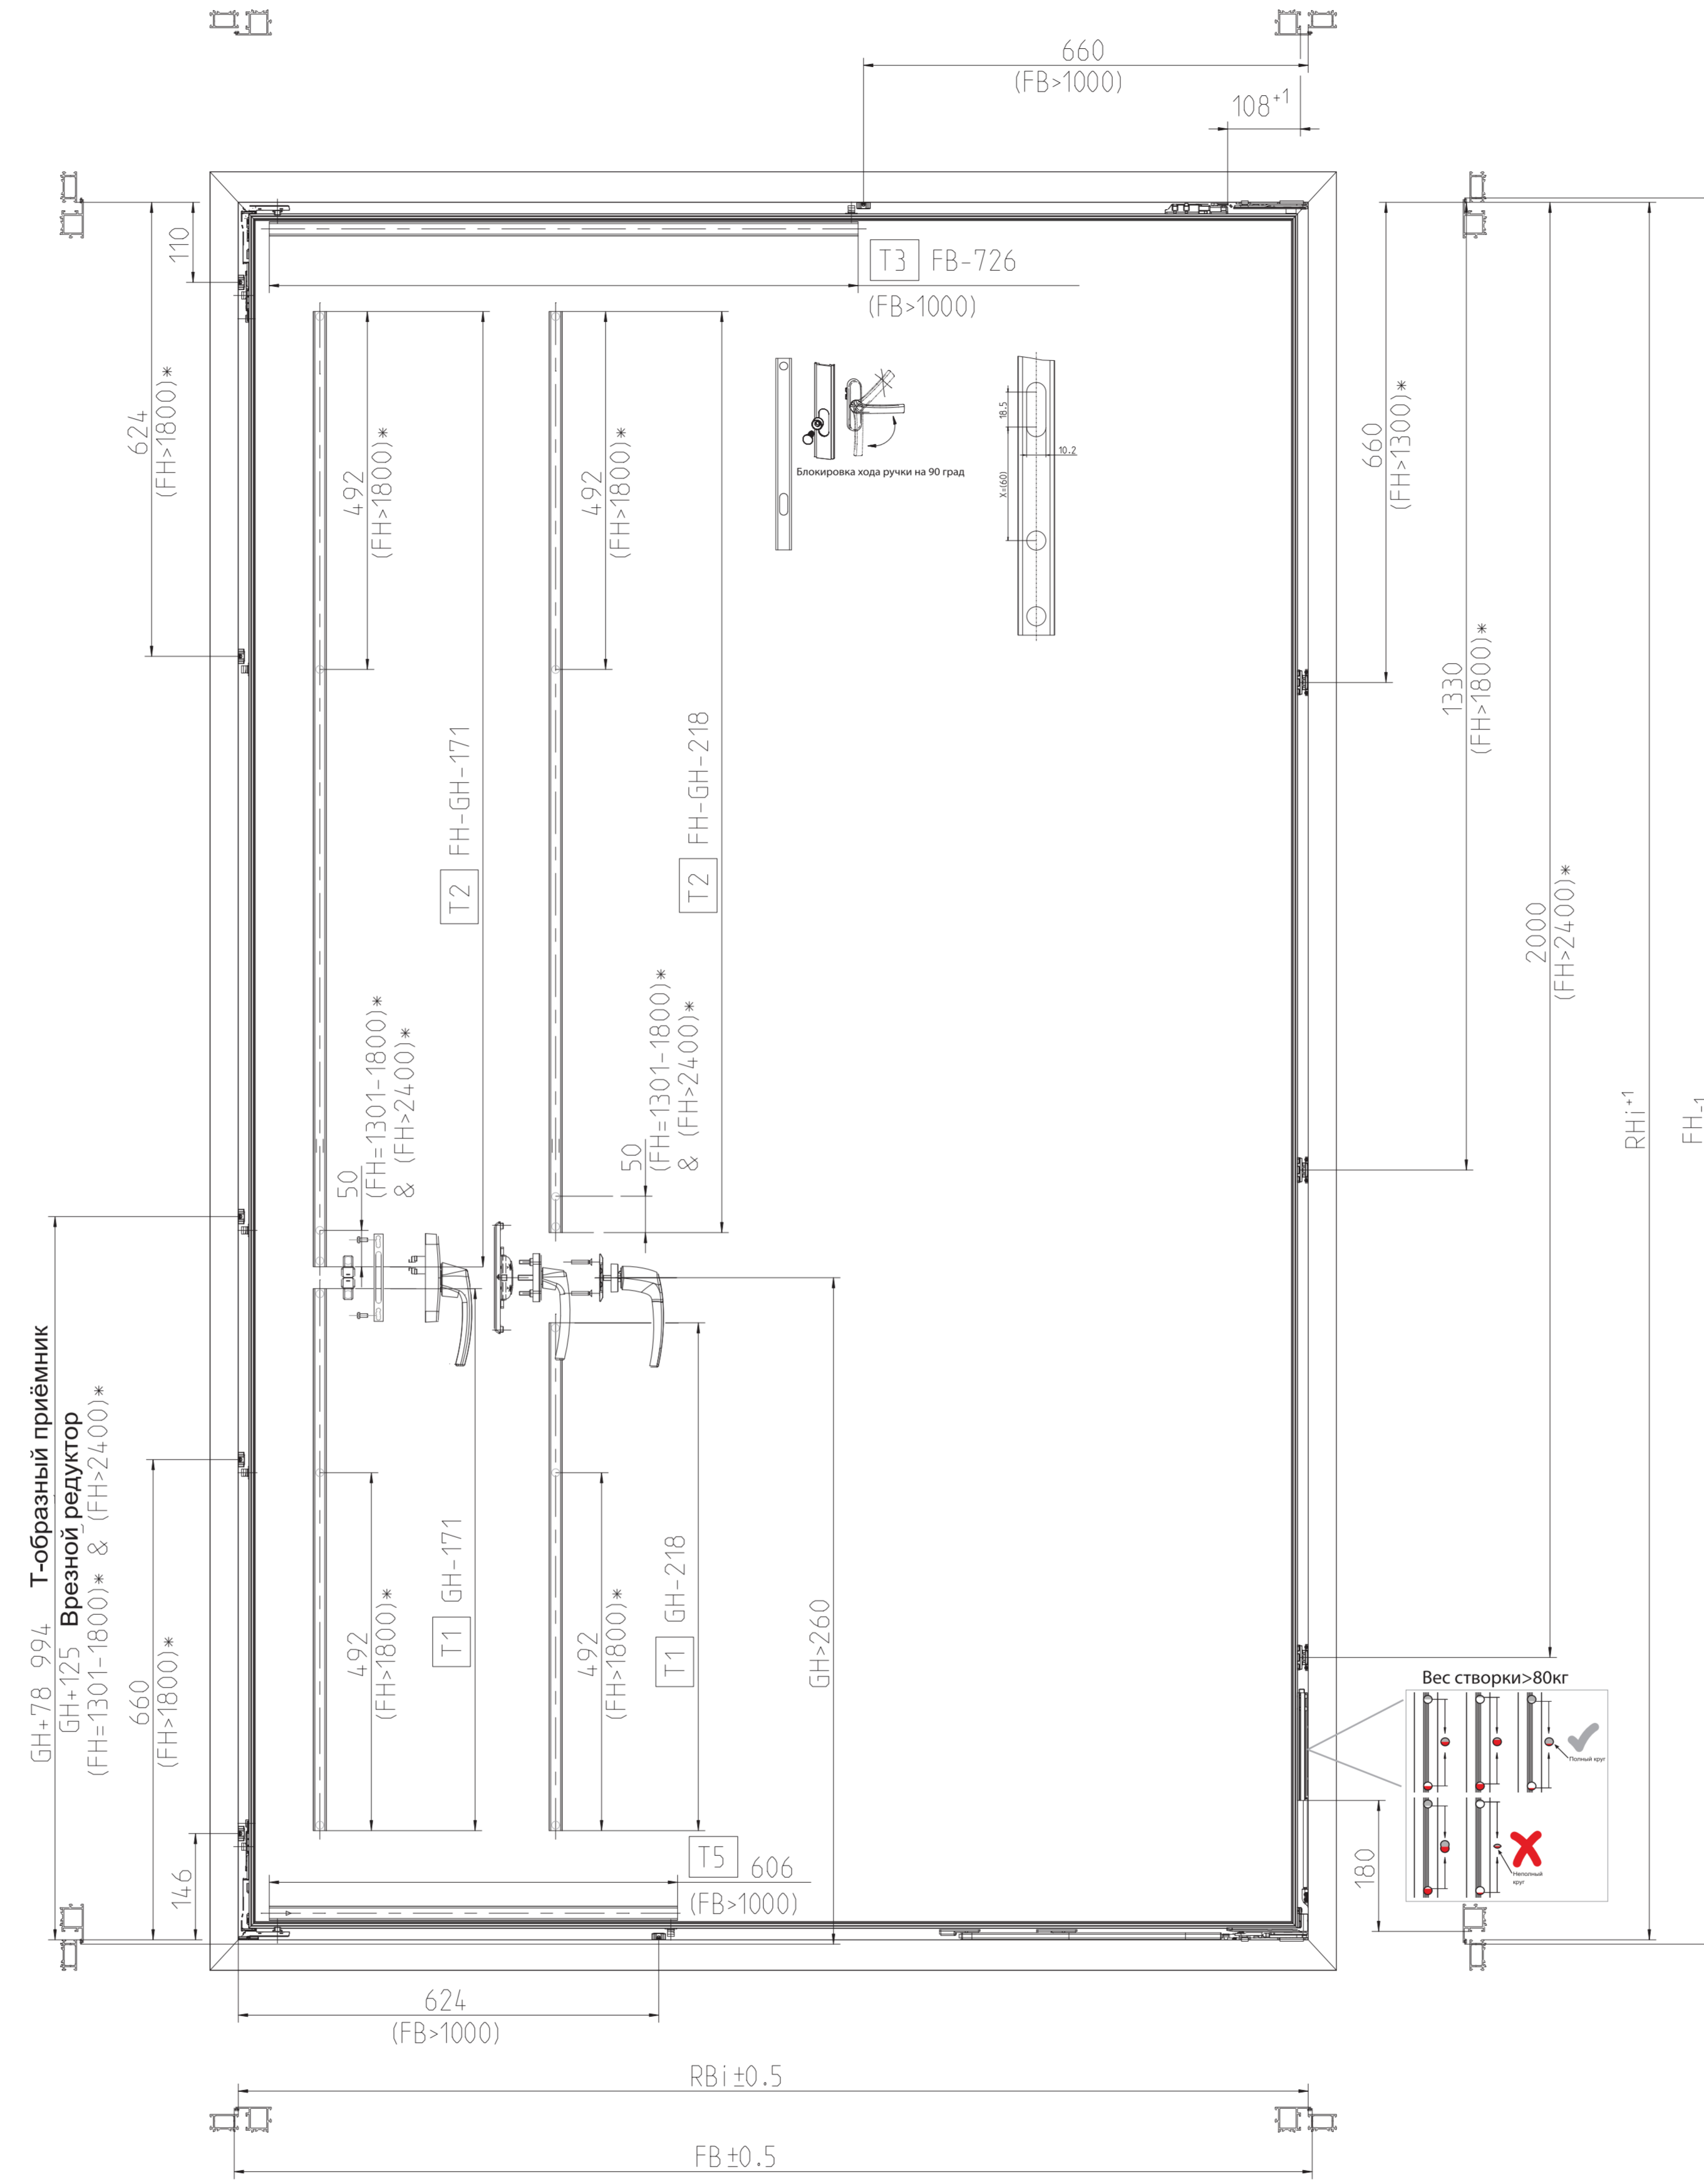 660
(FB>1000)
108+1
110
T3 FB-726
(FB>1000)
624
(FH>1800)*
492
(FH>1800)*
492
(FH>1800)*
18.5
10.2
X=(60)
Блокировка хода ручки на 90 град
660
(FH>1300)*
1330
(FH>1800)*
2000
(FH>2400)*
T2 FH-GH-171
T2 FH-GH-218
50
(FH=1301-1800)*
& (FH>2400)*
50
(FH=1301-1800)*
& (FH>2400)*
RHi+1
FH-1
GH+78 994 Т-образный приёмник
GH+125 Врезной редуктор
(FH=1301-1800)* & (FH>2400)*
660
(FH>1800)*
492
(FH>1800)*
T1 GH-171
492
(FH>1800)*
T1 GH-218
GH>260
Вес створки>80кг
Полный круг
Неполный
круг
180
146
T5 606
(FB>1000)
624
(FB>1000)
RBi±0.5
FB±0.5